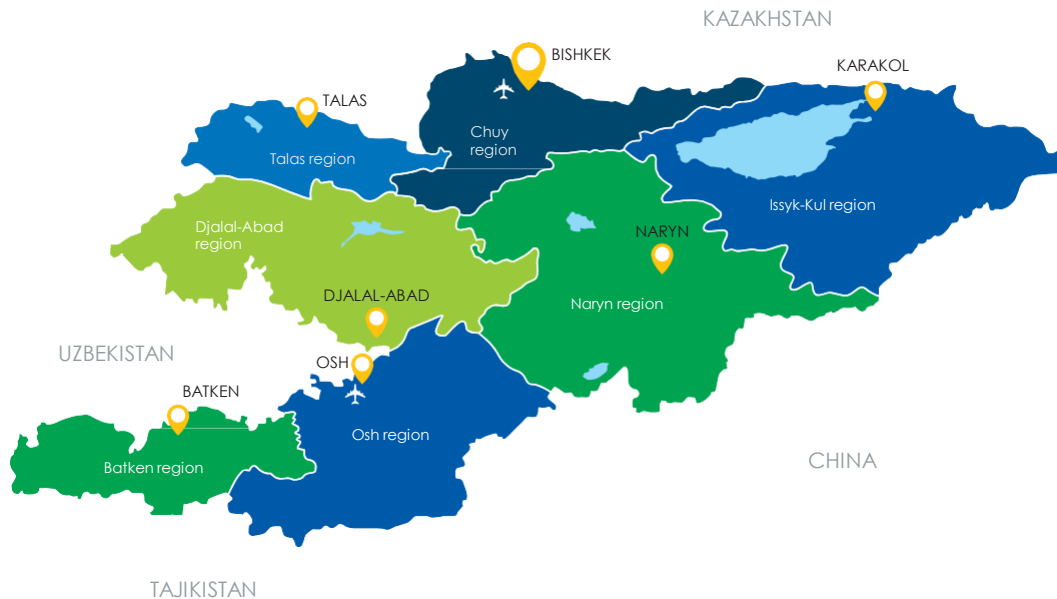 KAZAKHSTAN
BISHKEK
KARAKOL
TALAS
Chuy
region
Talas region
Issyk-Kul region
Djalal-Abad
region
NARYN
DJALAL-ABAD
Naryn region
UZBEKISTAN
OSH
BATKEN
Osh region
CHINA
Batken region
TAJIKISTAN